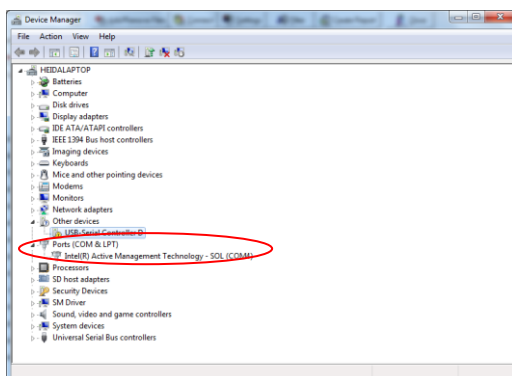 Device Manager
File Action View Help
HEIDALAPTOP
Batteries
Computer
Disk drives
Display adapters
IDE ATA/ATAPI controllers
IEEE 1394 Bus host controllers
Imaging devices
Keyboards
Mice and other pointing devices
Modems
Monitors
Network adapters
Other devices
USB-Serial Controller D
Ports (COM & LPT)
Intel(R) Active Management Technology - SOL (COM4)
Processors
SD host adapters
Security Devices
SM Driver
Sound, video and game controllers
System devices
Universal Serial Bus controllers